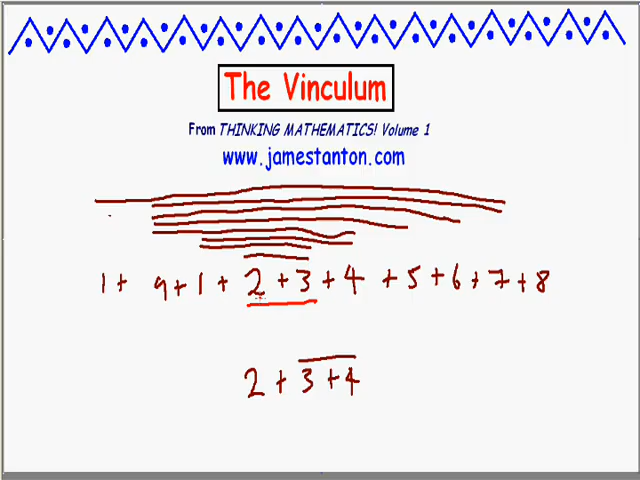 The Vinculum
From THINKING MATHEMATICS! Volume 1
www.jamestanton.com
1+ 9+1+2+3+4+5+6+7+8
2+3+4